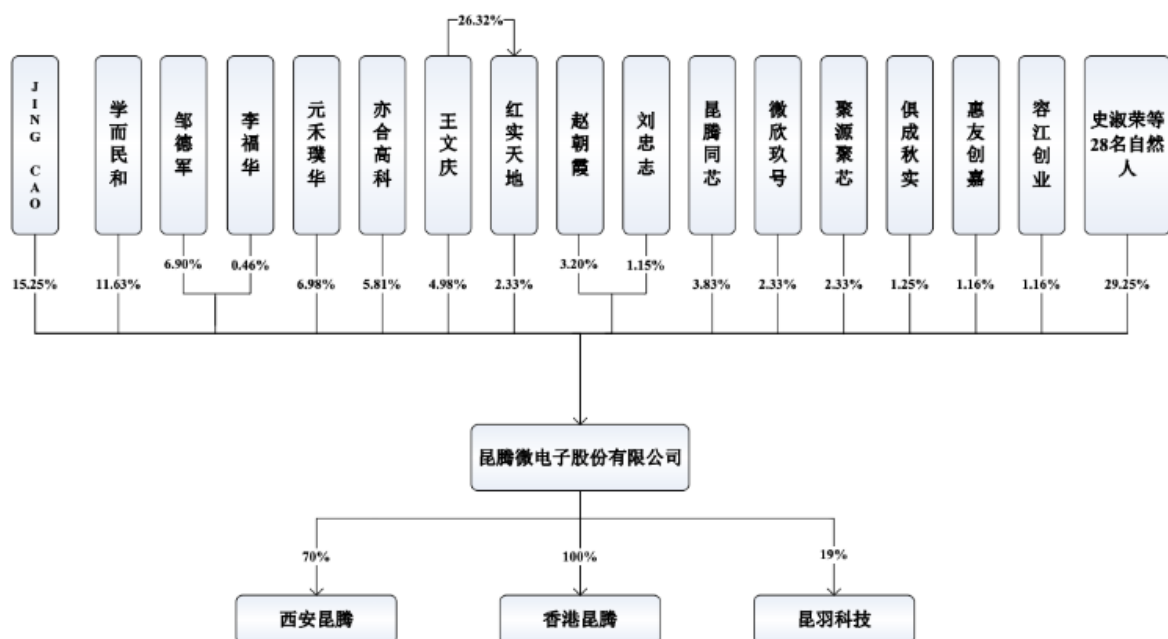 26.32%
JING CAO
学而民和
邹德军
李福华
元禾璞华
亦合高科
王文庆
红实天地
赵朝霞
刘忠志
昆腾同芯
微欣玖号
聚源聚芯
俱成秋实
惠友创嘉
容江创业
史淑荣等
28名自然
人
6.90%
0.46%
3.20%
1.15%
15.25%
11.63%
6.98%
5.81%
4.98%
2.33%
3.83%
2.33%
2.33%
1.25%
1.16%
1.16%
29.25%
昆腾微电子股份有限公司
70%
100%
19%
西安昆腾
香港昆腾
昆羽科技